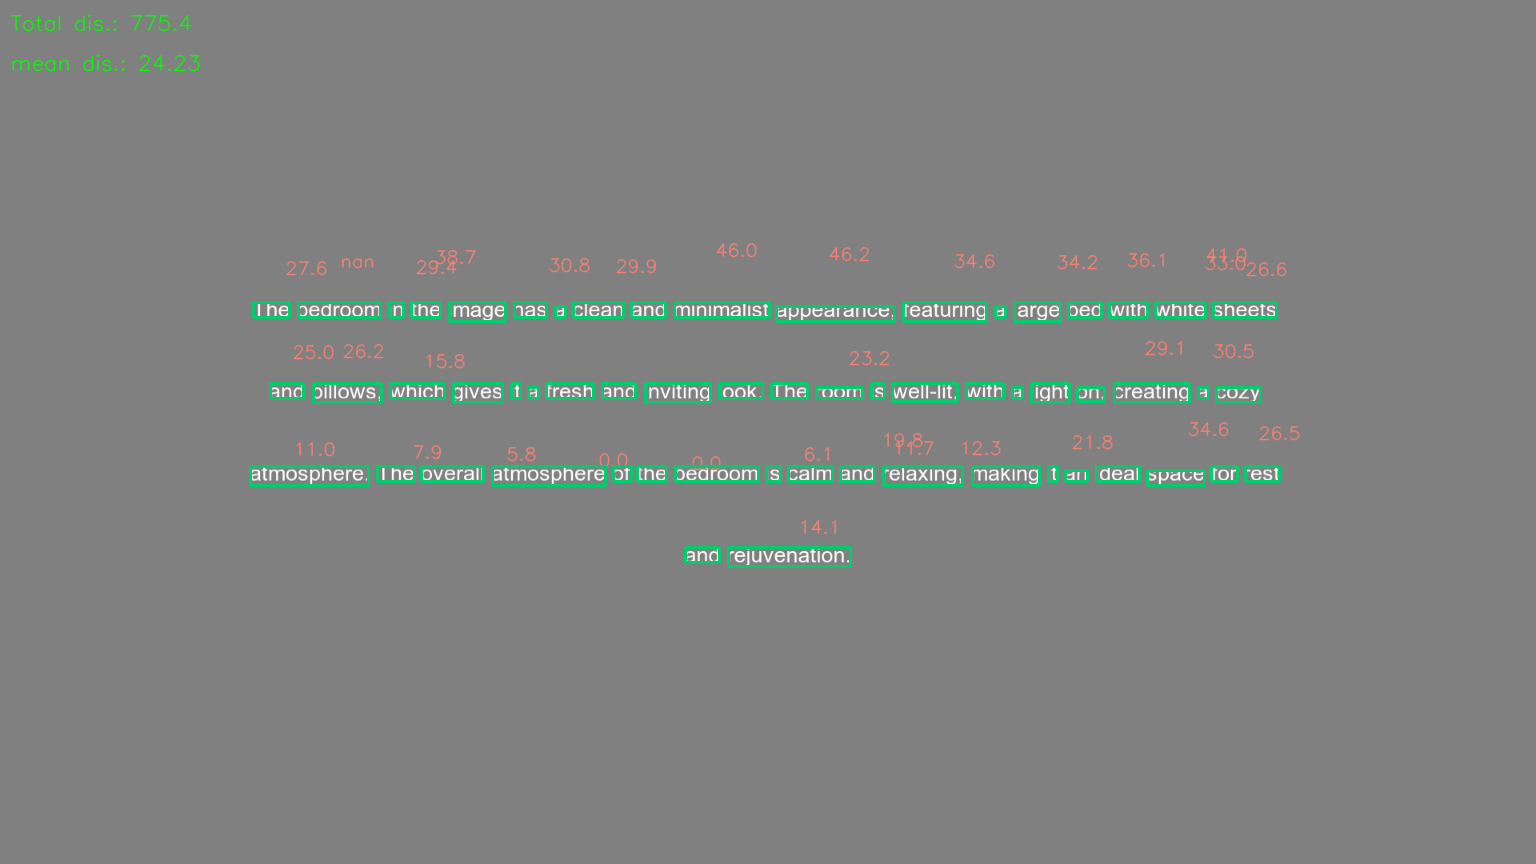 Total dis.: 775.4
mean dis.: 24.23
27.6 nan 29.4 38.7 30.8 29.9 46.0 46.2 34.6 34.2 36.1 41.0 33.0 26.6
The bedroom in the image has a clean and minimalist appearance, featuring a large bed with white sheets
25.0 26.2 15.8 23.2 29.1 30.5
and pillows, which gives it a fresh and inviting look. The room is well-lit, with a light on, creating a cozy
11.0 7.9 5.8 0.0 0.0 6.1 19.8 11.7 12.3 21.8 34.6 26.5
atmosphere. The overall atmosphere of the bedroom is calm and relaxing, making it an ideal space for rest
14.1
and rejuvenation.